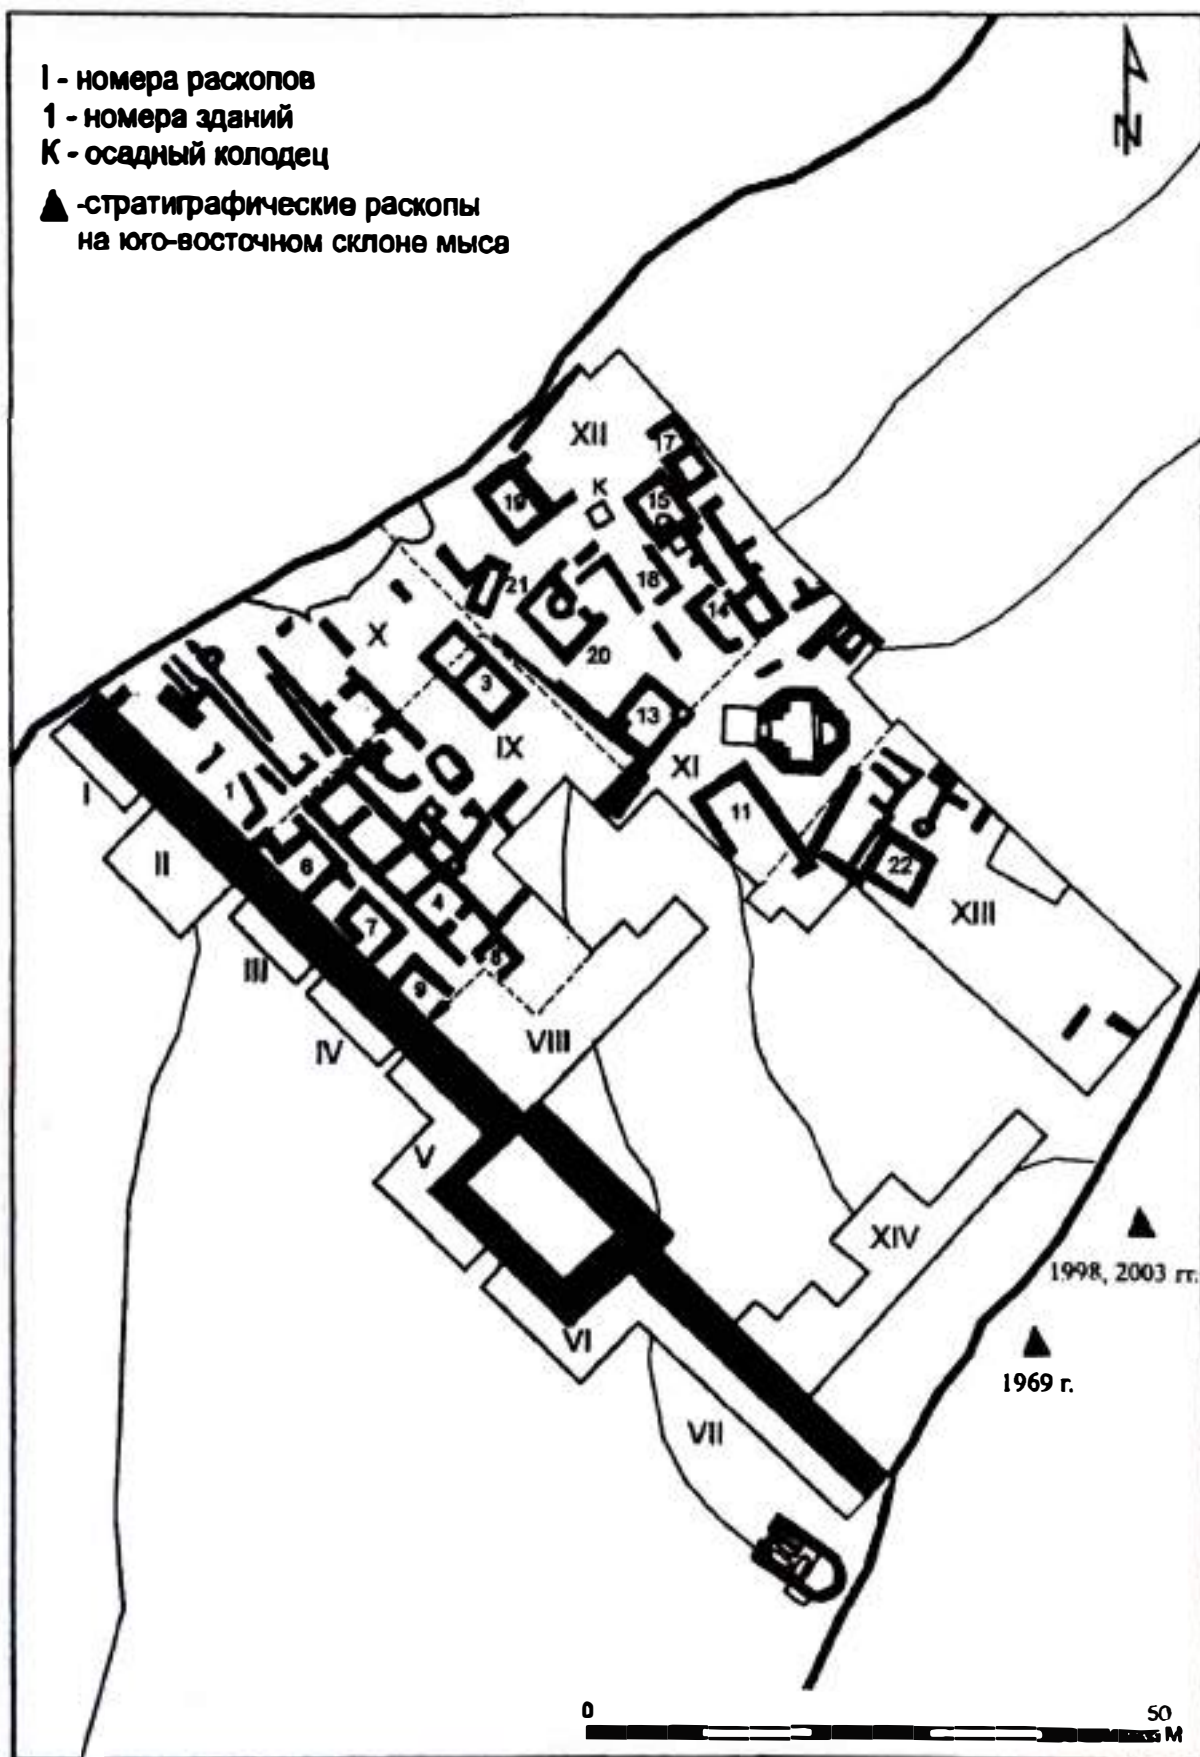 I - номера раскопов
1 - номера зданий
К - осадный колодец
▲ -стратиграфические раскопы
на юго-восточном склоне мыса
N
XII
17
К
19
15
21
18
14
X
20
3
13
IX
XI
I
1
11
II
6
22
4
XIII
7
8
III
9
VIII
IV
V
XIV
1998, 2003 гг.
VI
1969 г.
VII
0
50
М